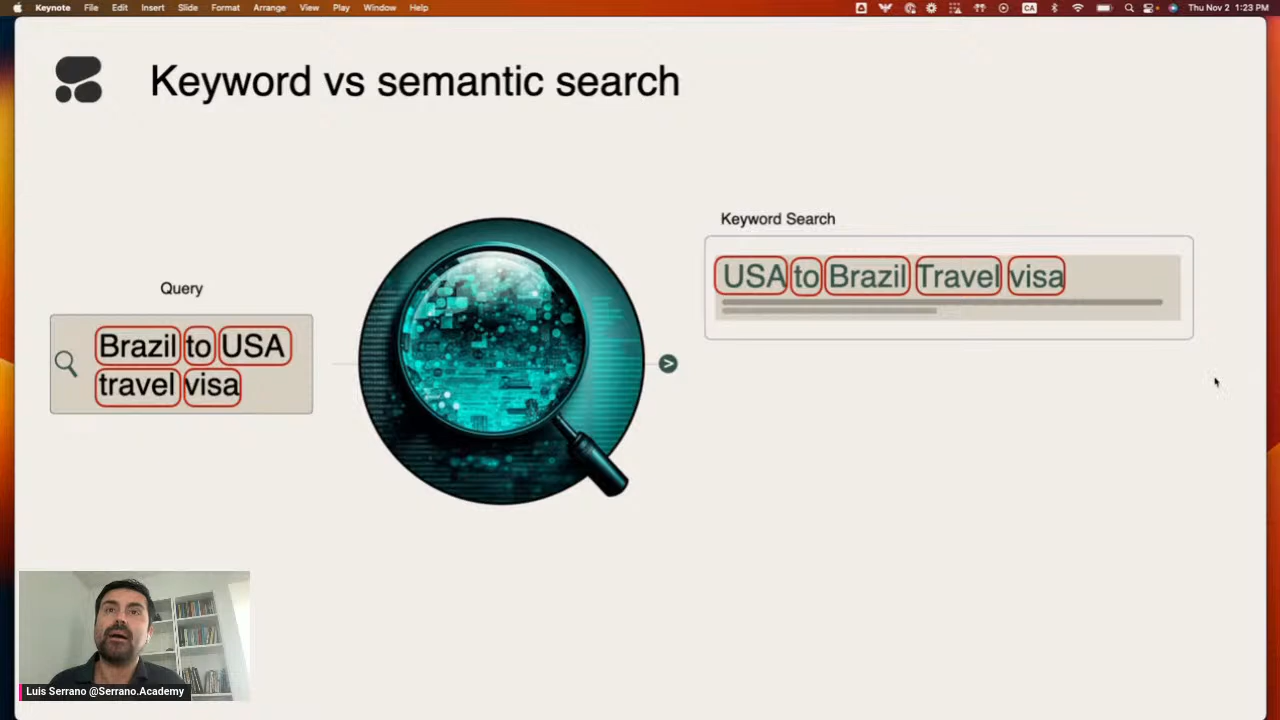 Keynote File Edit Insert Slide Format Arrange View Play Window Help CA Thu Nov 2 1:23 PM
Keyword vs semantic search
Keyword Search
USA to Brazil Travel visa
Query
Brazil to USA
travel visa
>
Luis Serrano @Serrano.Academy